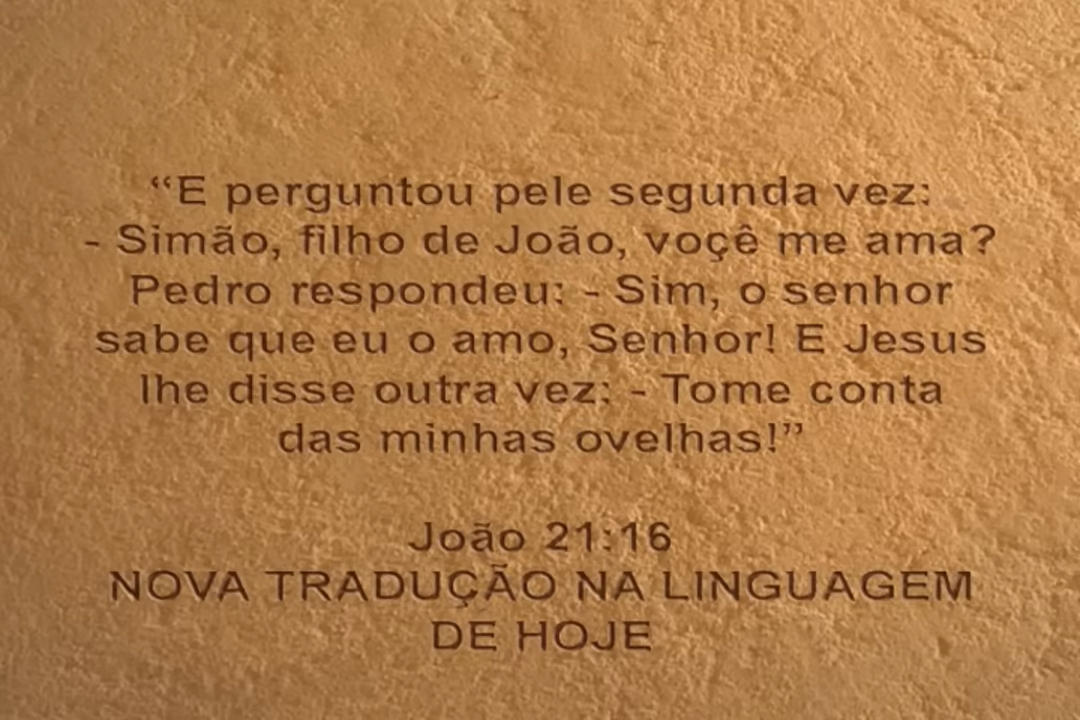 “E perguntou pele segunda vez:
- Simão, filho de João, voçê me ama?
Pedro respondeu: - Sim, o senhor
sabe que eu o amo, Senhor! E Jesus
lhe disse outra vez: - Tome conta
das minhas ovelhas!”
João 21:16
NOVA TRADUÇÃO NA LINGUAGEM
DE HOJE